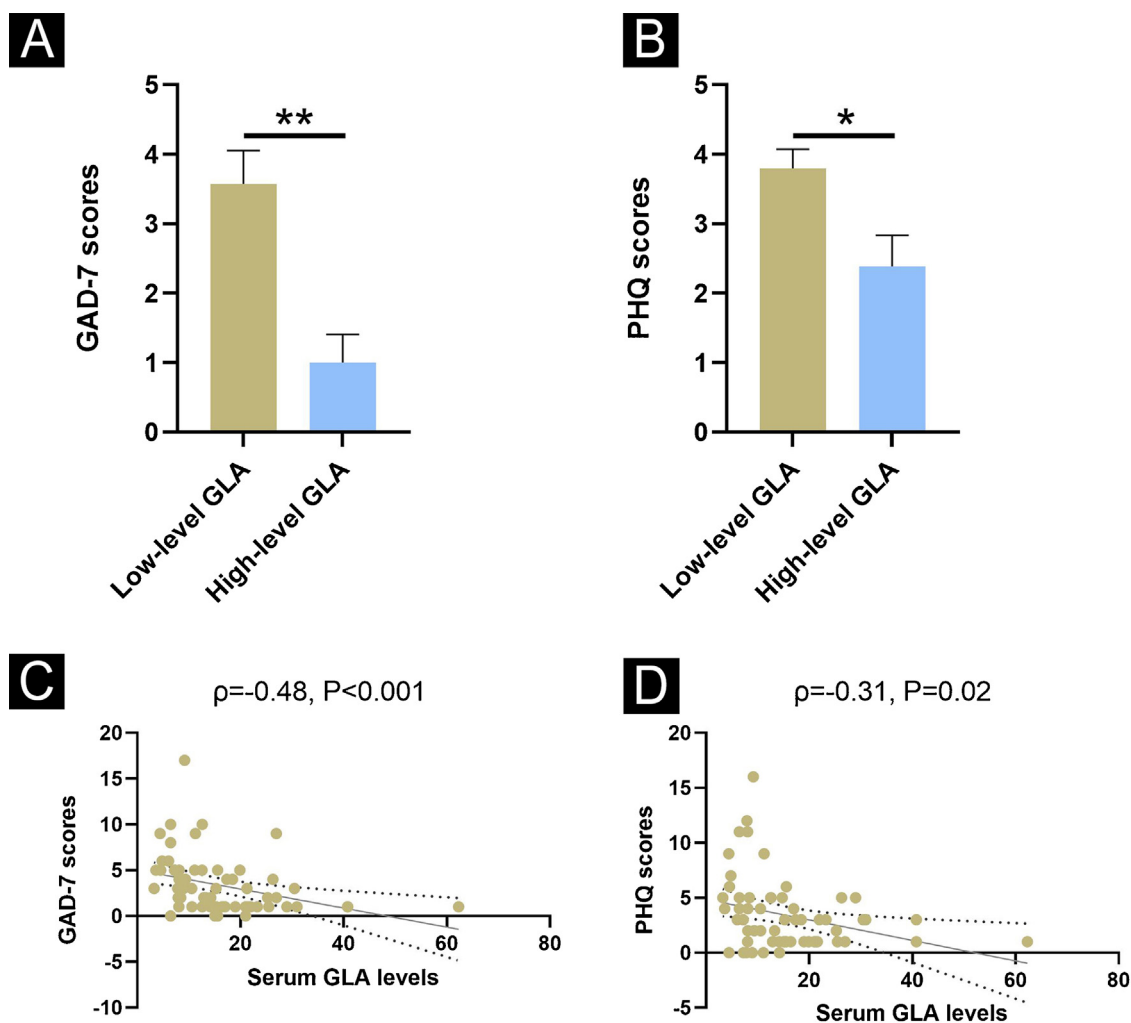 A
GAD-7 scores
5
4
3
2
1
0
**
Low-level GLA
High-level GLA
B
PHQ scores
5
4
3
2
1
0
*
Low-level GLA
High-level GLA
C
ρ=-0.48, P<0.001
GAD-7 scores
20
15
10
5
0
-5
-10
20
40
60
80
Serum GLA levels
D
ρ=-0.31, P=0.02
PHQ scores
20
15
10
5
0
-5
20
40
60
80
Serum GLA levels